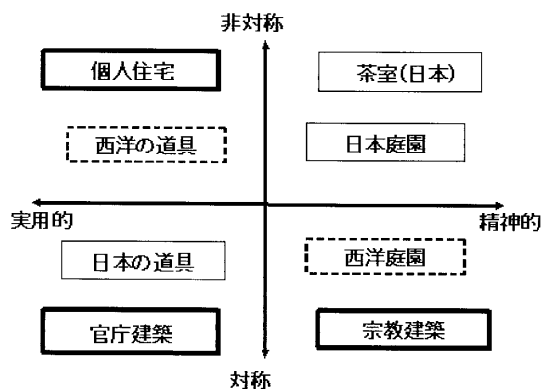 非対称
個人住宅
茶室(日本)
西洋の道具
日本庭園
実用的
精神的
日本の道具
西洋庭園
官庁建築
宗教建築
対称